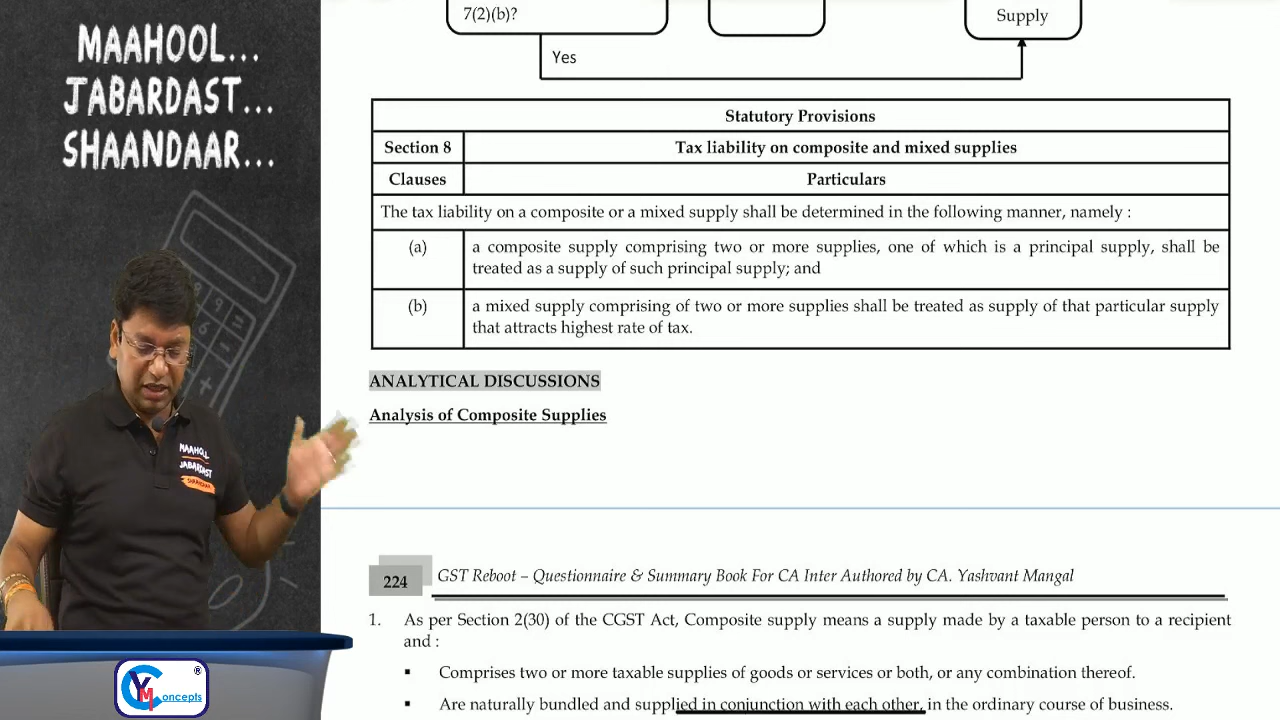 MAAHOOL...
JABARDAST...
SHAANDAAR...
7(2)(b)?
Supply
Yes
Statutory Provisions
Section 8 Tax liability on composite and mixed supplies
Clauses Particulars
The tax liability on a composite or a mixed supply shall be determined in the following manner, namely :
(a) a composite supply comprising two or more supplies, one of which is a principal supply, shall be
treated as a supply of such principal supply; and
(b) a mixed supply comprising of two or more supplies shall be treated as supply of that particular supply
that attracts highest rate of tax.
ANALYTICAL DISCUSSIONS
Analysis of Composite Supplies
MAAHOLL
JABARDAST
SHAANDAAR
224 GST Reboot – Questionnaire & Summary Book For CA Inter Authored by CA. Yashvant Mangal
1. As per Section 2(30) of the CGST Act, Composite supply means a supply made by a taxable person to a recipient
and :
▪ Comprises two or more taxable supplies of goods or services or both, or any combination thereof.
▪ Are naturally bundled and supplied in conjunction with each other, in the ordinary course of business.
YM Concepts ®